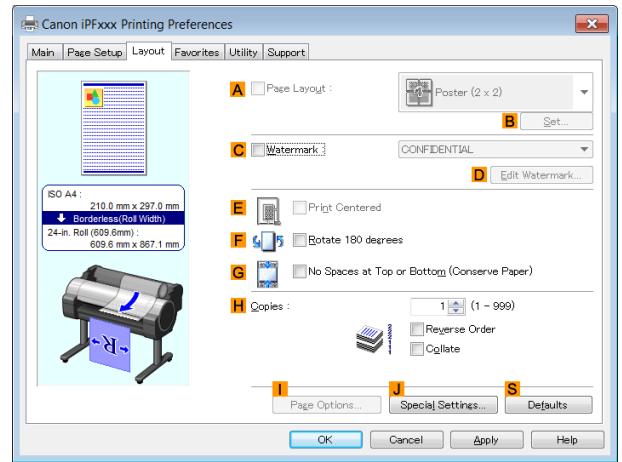 Canon iPFxxx Printing Preferences
Main Page Setup Layout Favorites Utility Support
A Page Layout :
Poster (2 x 2)
B Set...
C Watermark :
CONFIDENTIAL
D Edit Watermark...
ISO A4 :
210.0 mm x 297.0 mm
Borderless(Roll Width)
24-in. Roll (609.6mm) :
609.6 mm x 867.1 mm
E Print Centered
F 5 5 Rotate 180 degrees
G No Spaces at Top or Bottom (Conserve Paper)
H Copies :
1 (1 - 999)
Reverse Order
Collate
R
I J S
Page Options... Special Settings... Defaults
OK Cancel Apply Help